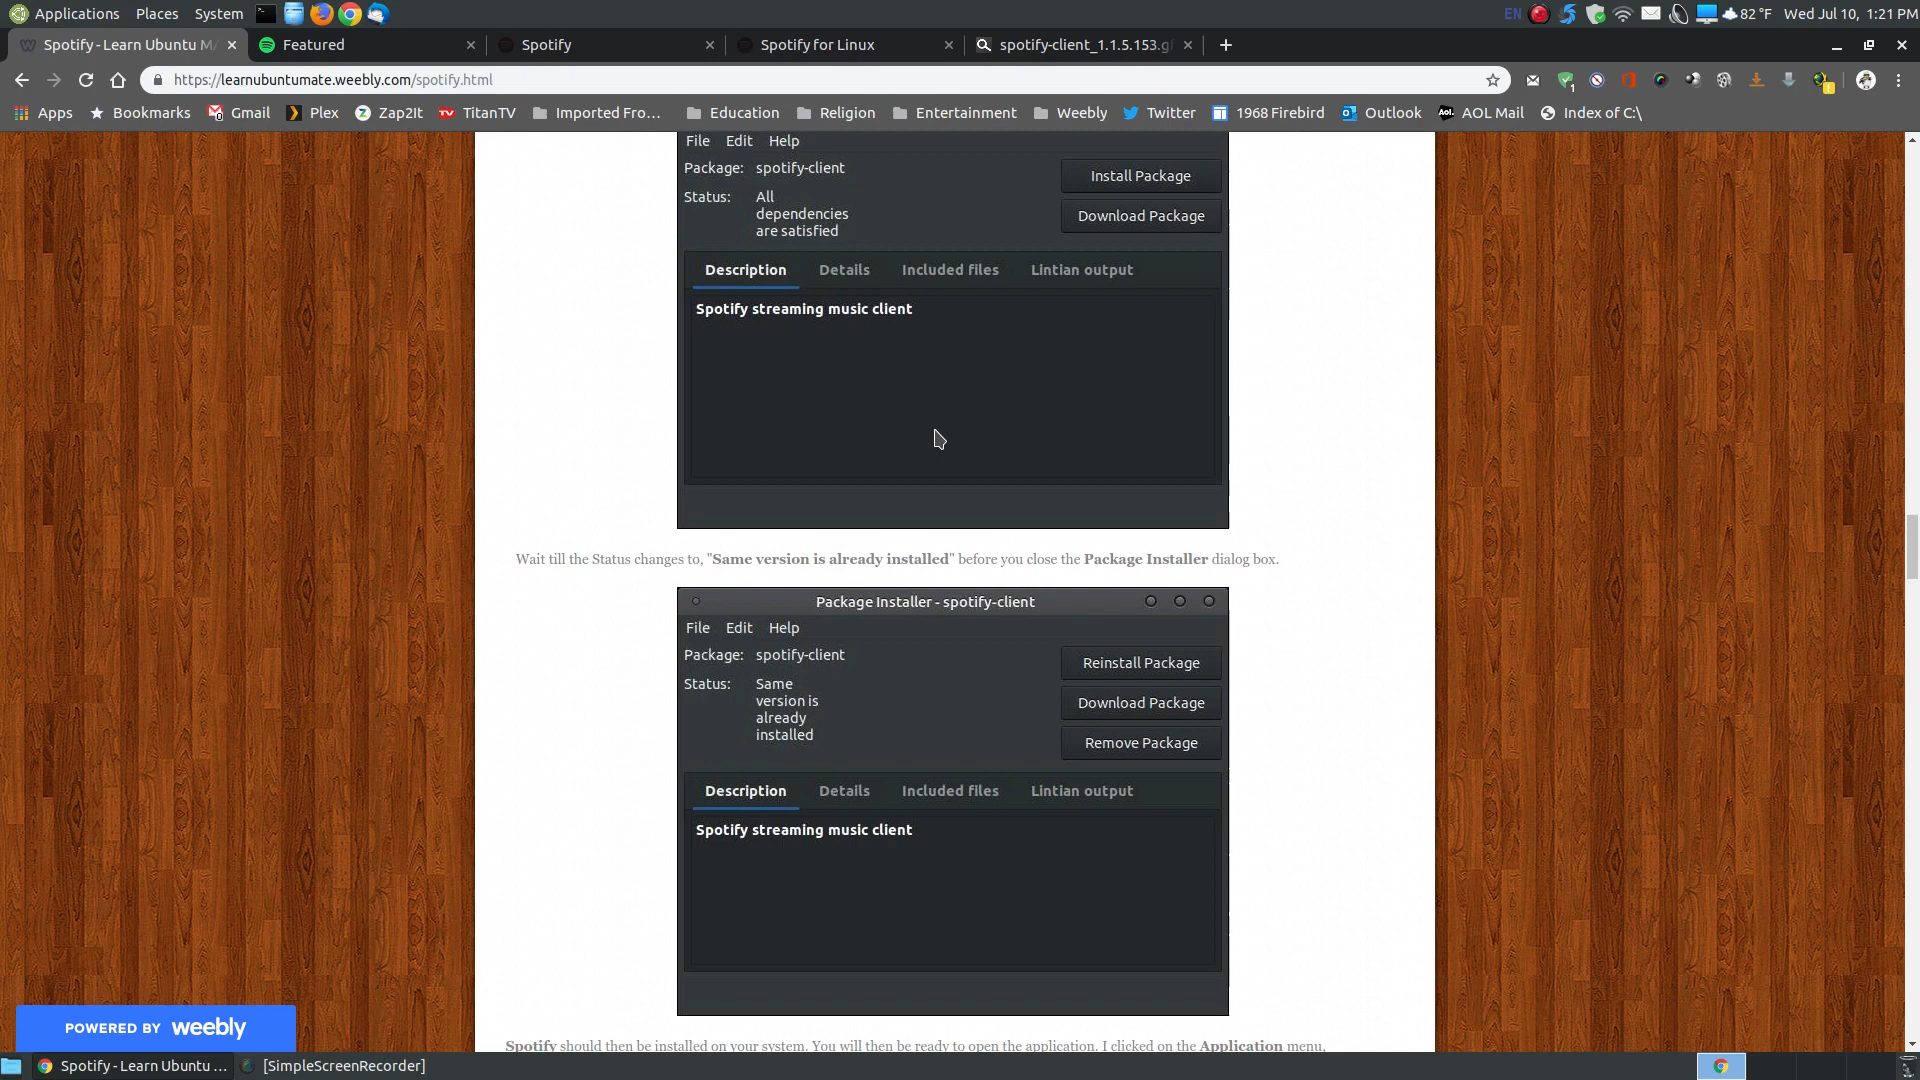 Applications Places System EN 82 °F Wed Jul 10, 1:21 PM
Spotify - Learn Ubuntu MA Featured Spotify Spotify for Linux spotify-client_1.1.5.153.gf
https://learnubuntumate.weebly.com/spotify.html
Apps Bookmarks Gmail Plex Zap2It TitanTV Imported Fro... Education Religion Entertainment Weebly Twitter 1968 Firebird Outlook AOL Mail Index of C:\
File Edit Help
Package: spotify-client
Install Package
Status: All
dependencies
are satisfied
Download Package
Description Details Included files Lintian output
Spotify streaming music client
Wait till the Status changes to, "Same version is already installed" before you close the Package Installer dialog box.
Package Installer - spotify-client
File Edit Help
Package: spotify-client
Reinstall Package
Status: Same
version is
already
installed
Download Package
Remove Package
Description Details Included files Lintian output
Spotify streaming music client
POWERED BY weebly
Spotify should then be installed on your system. You will then be ready to open the application. I clicked on the Application menu,
Spotify - Learn Ubuntu ... [SimpleScreenRecorder]